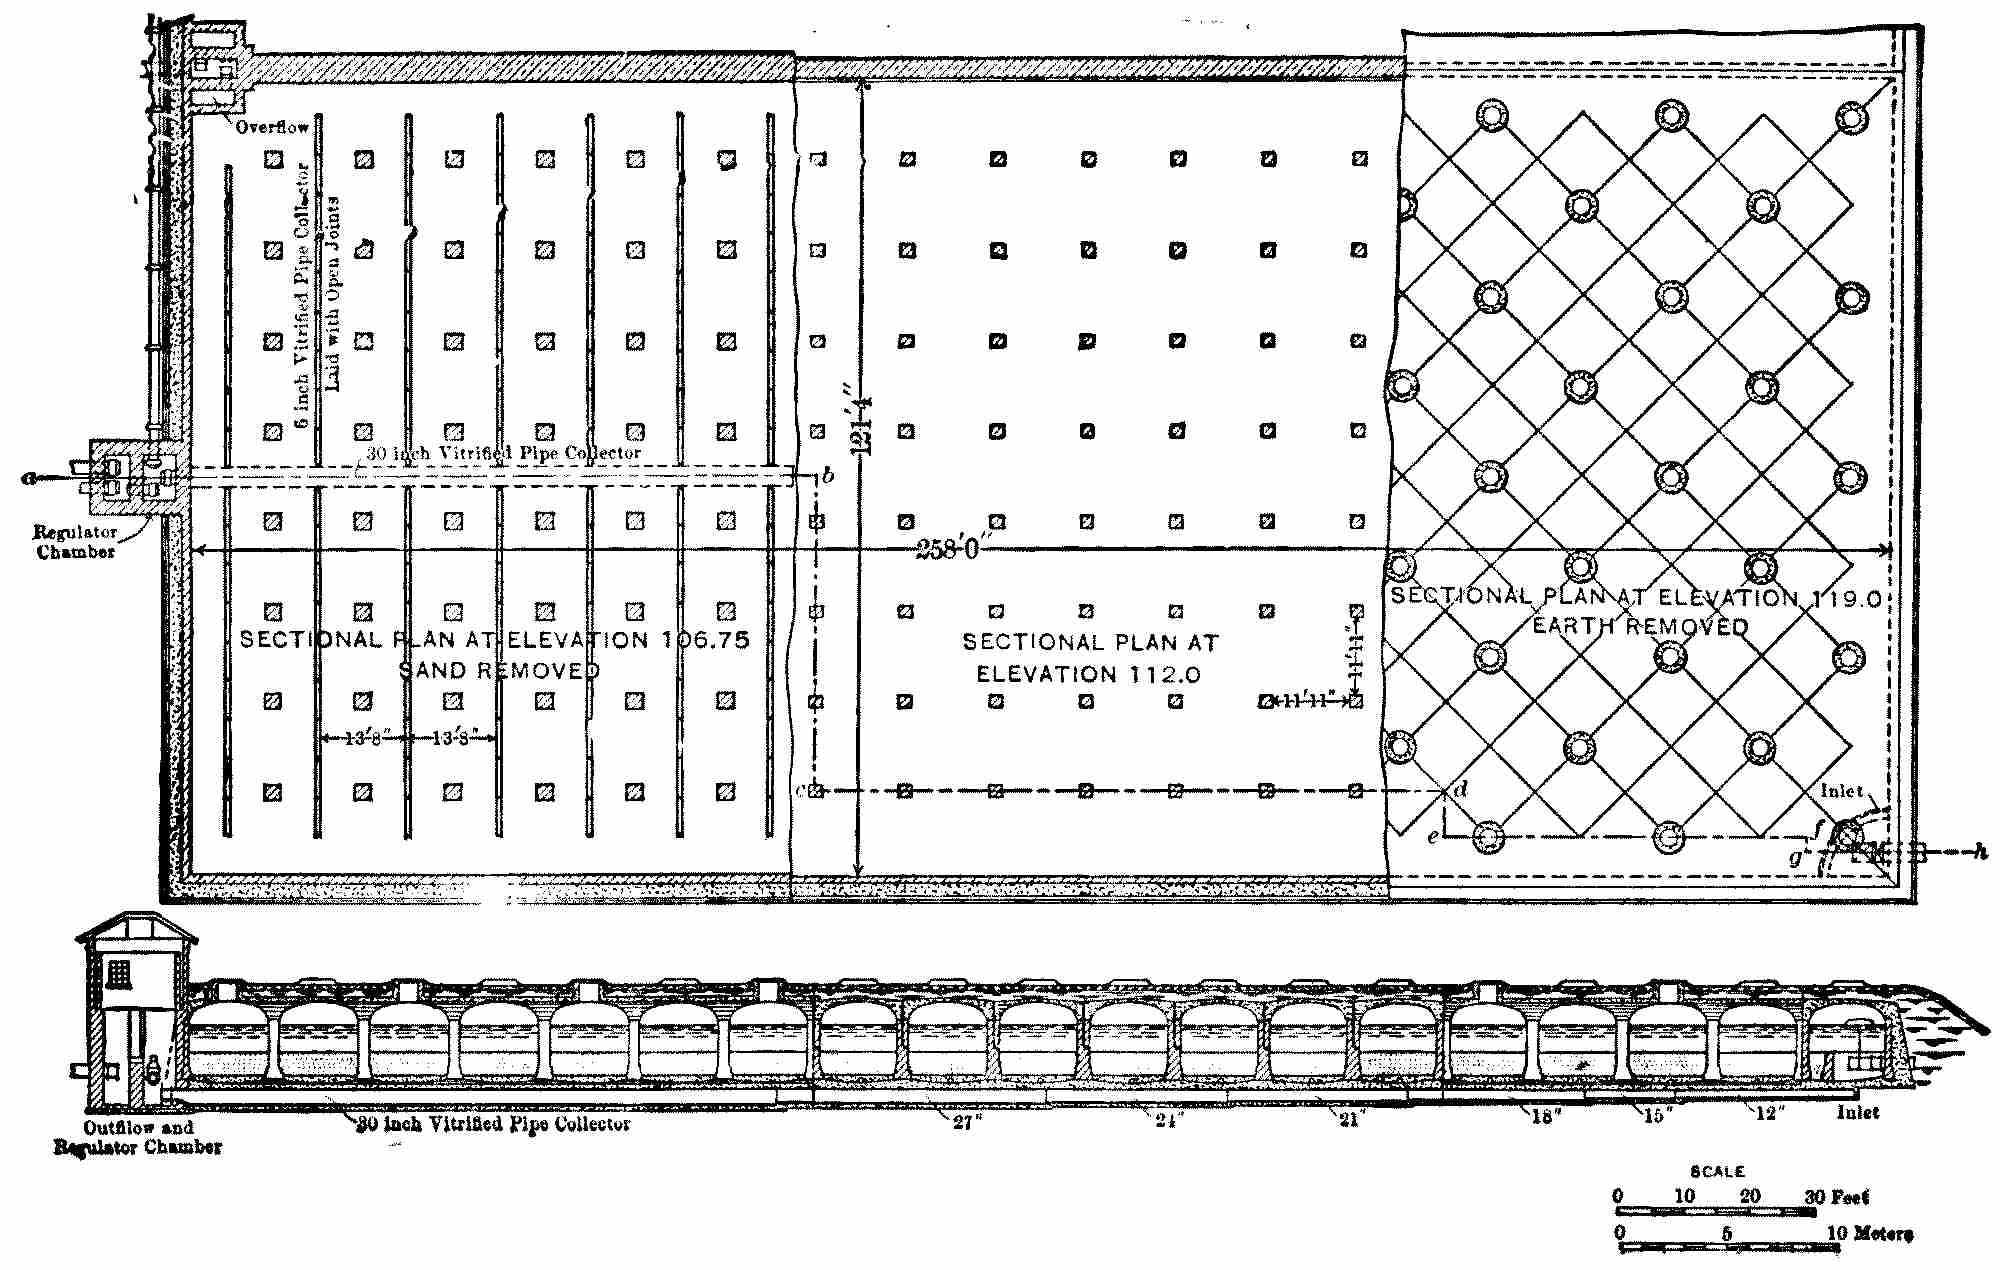 Overflow
6 inch Vitrified Pipe Collector
Laid with Open Joints
121'4"
30 inch Vitrified Pipe Collector
a
b
Regulator
Chamber
258'0"
SECTIONAL PLAN AT ELEVATION 106.75
SAND REMOVED
SECTIONAL PLAN AT
ELEVATION 112.0
SECTIONAL PLAN AT ELEVATION 119.0
EARTH REMOVED
11'11"
11'11"
13'8"
13'8"
c
d
Inlet
e
f
g
h
30 inch Vitrified Pipe Collector
27"
24"
21"
18"
15"
12"
Inlet
Outfilow and
Regulator Chamber
SCALE
0 10 20 30 Feet
0 5 10 Meters